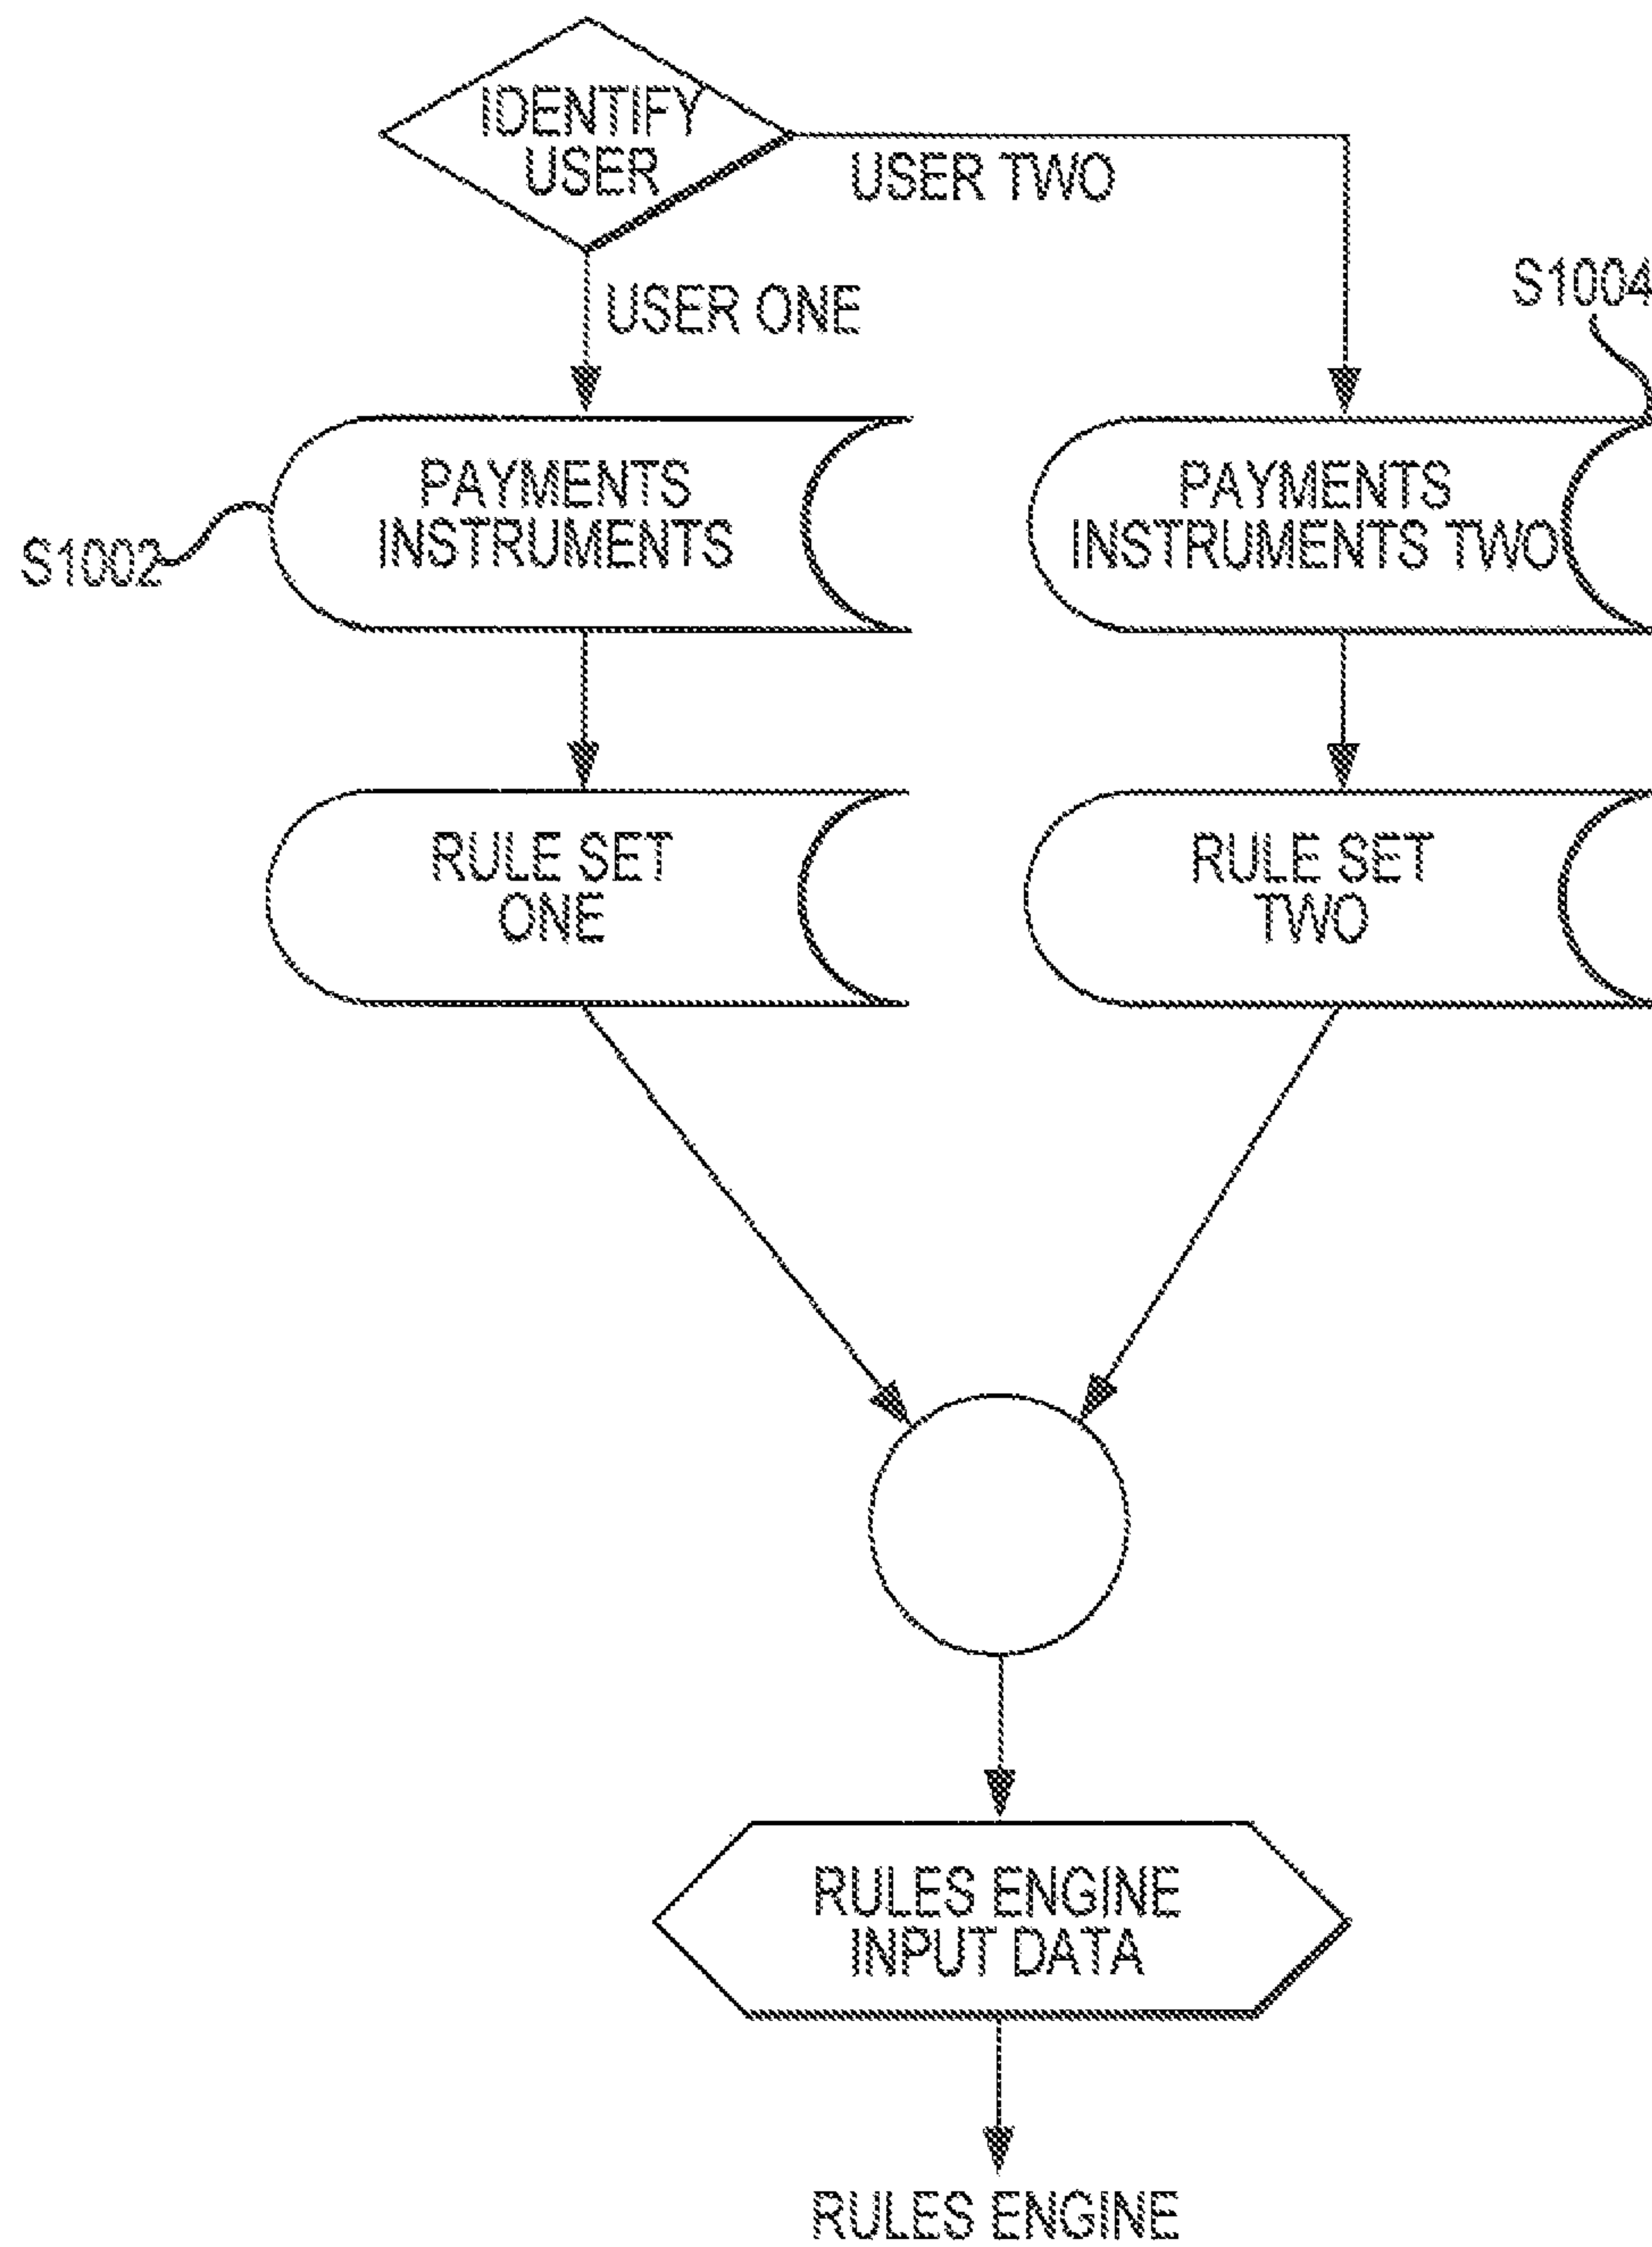 IDENTIFY
USER
USER TWO
USER ONE
S1004
PAYMENTS
INSTRUMENTS
S1002
PAYMENTS
INSTRUMENTS TWO
RULE SET
ONE
RULE SET
TWO
RULES ENGINE
INPUT DATA
RULES ENGINE